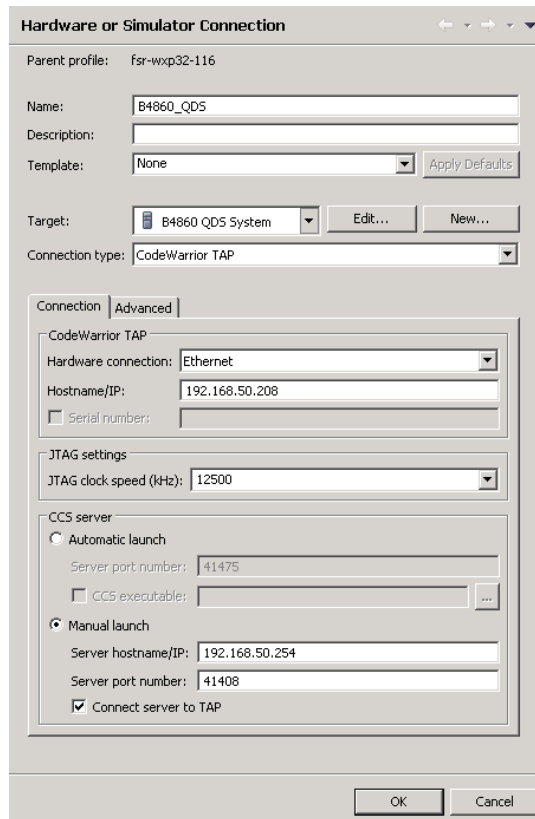 Hardware or Simulator Connection
Parent profile: fsr-wxp32-116
Name: B4860_QDS
Description:
Template: None Apply Defaults
Target: B4860 QDS System Edit... New...
Connection type: CodeWarrior TAP
Connection Advanced
CodeWarrior TAP
Hardware connection: Ethernet
Hostname/IP: 192.168.50.208
Serial number:
JTAG settings
JTAG clock speed (kHz): 12500
CCS server
Automatic launch
Server port number: 41475
CCS executable: ...
Manual launch
Server hostname/IP: 192.168.50.254
Server port number: 41408
Connect server to TAP
OK Cancel